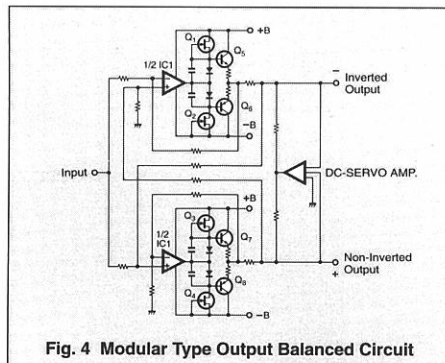 +B
Q1
Q5
1/2 IC1
−
+
Q6
Q2
−B
−
Inverted
Output
Input
DC-SERVO AMP.
+B
Q3
Q7
1/2
IC1
−
+
Q8
Q4
−B
Non-Inverted
+ Output
Fig. 4 Modular Type Output Balanced Circuit